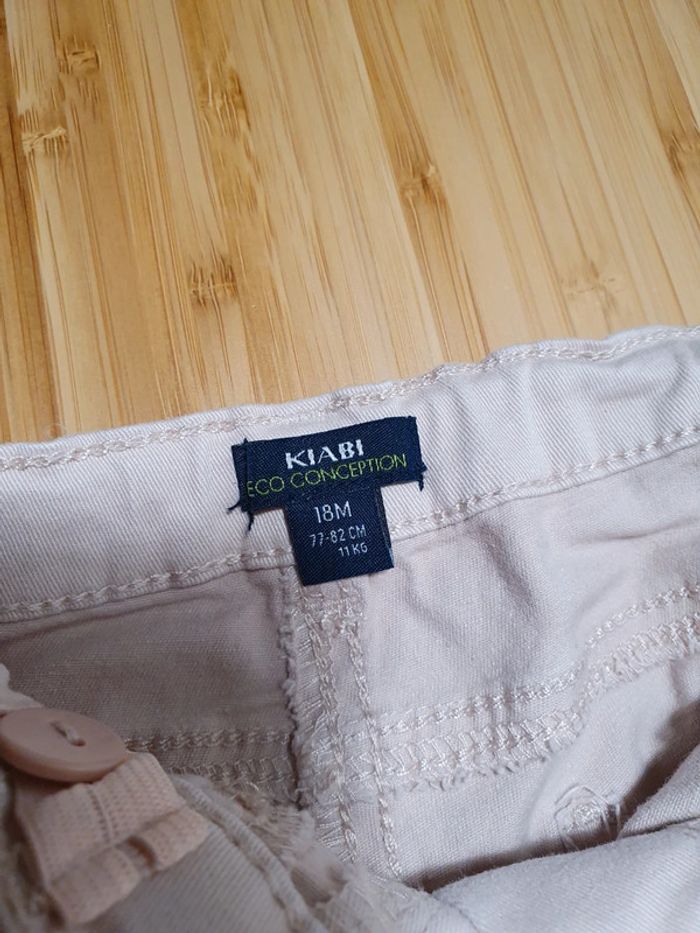 KIABI
ECO CONCEPTION
18M
77-82 CM
11 KG